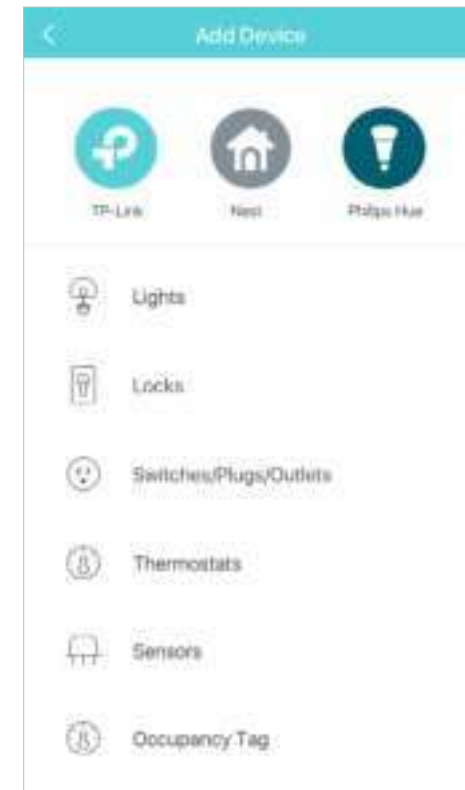 Add Device
TP-Link Nest Philips Hue
Lights
Locks
Switches/Plugs/Outlets
Thermostats
Sensors
Occupancy Tag